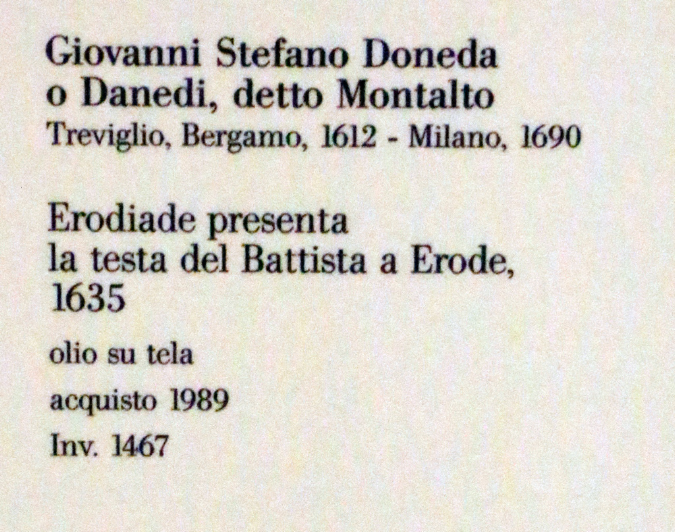 Giovanni Stefano Doneda
o Danedi, detto Montalto
Treviglio, Bergamo, 1612 - Milano, 1690
Erodiade presenta
la testa del Battista a Erode,
1635
olio su tela
acquisto 1989
Inv. 1467